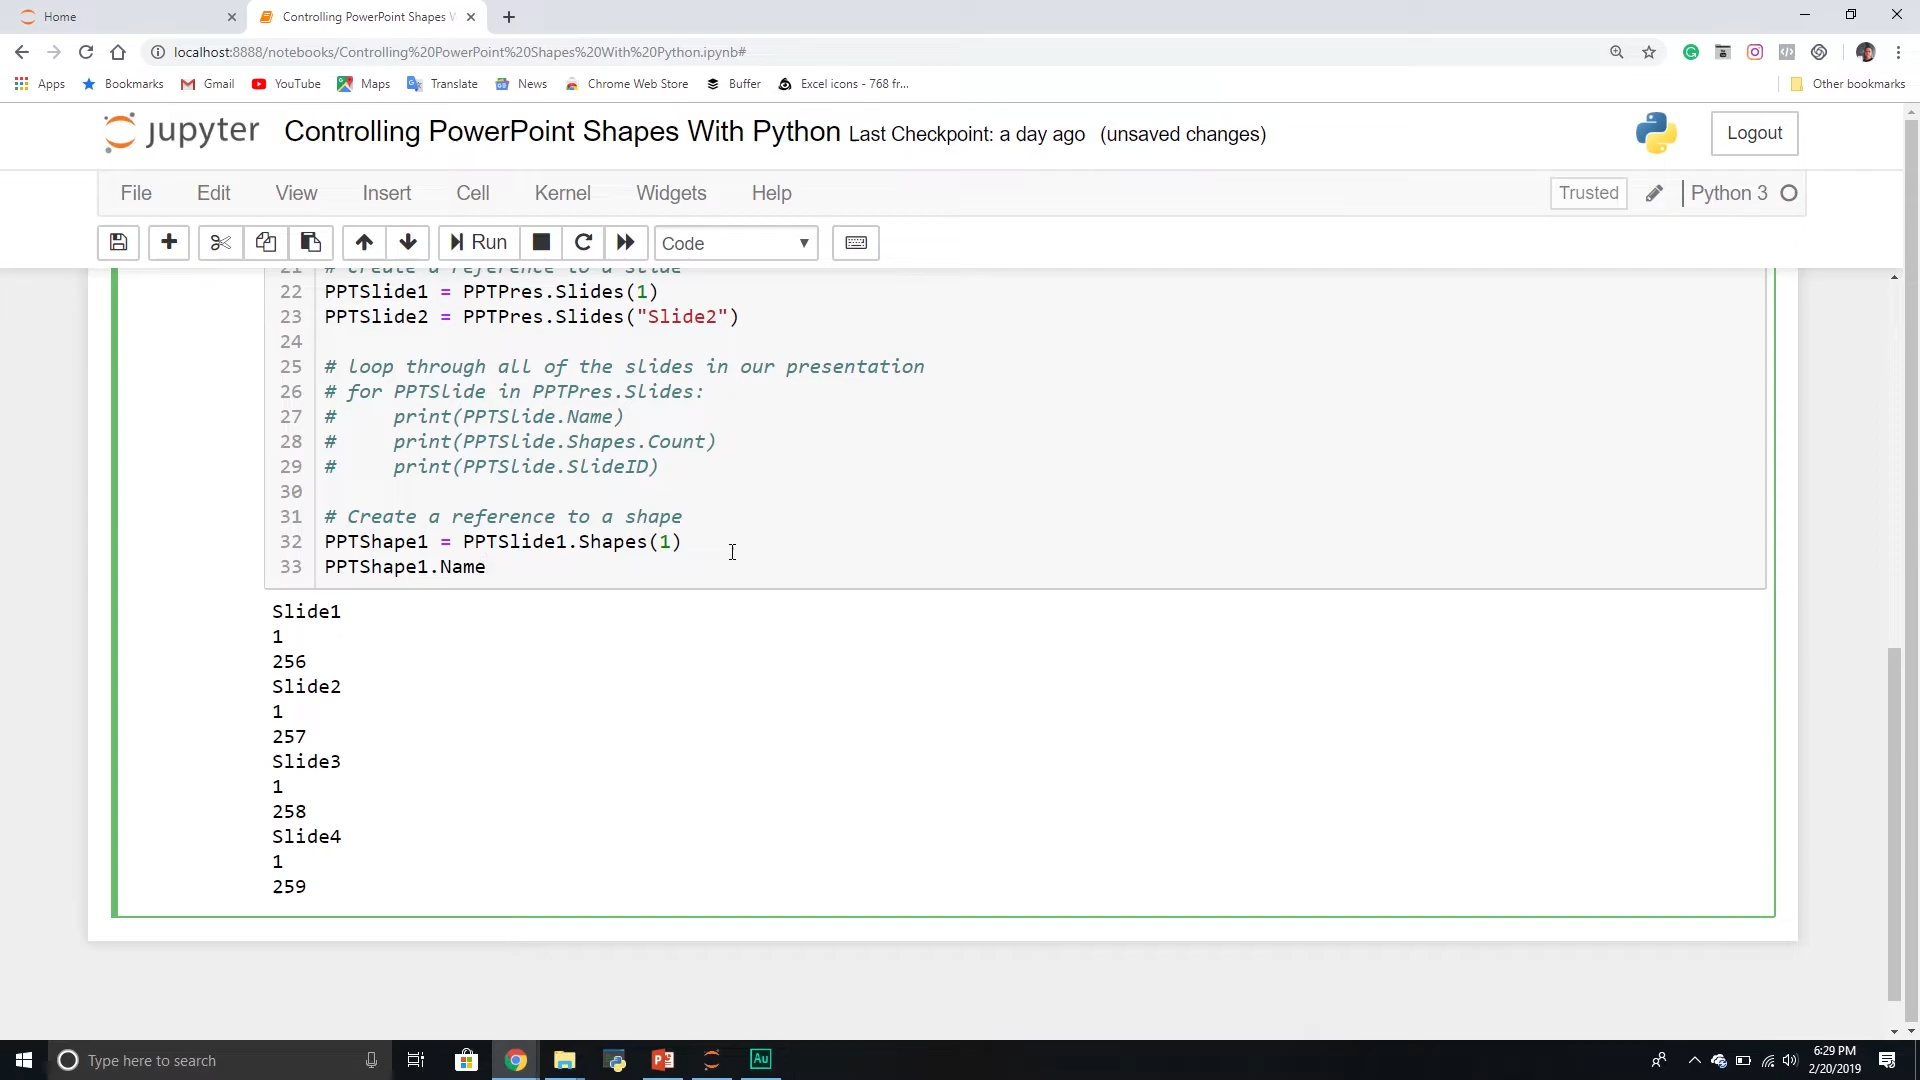 Home
Controlling PowerPoint Shapes W
localhost:8888/notebooks/Controlling%20PowerPoint%20Shapes%20With%20Python.ipynb#
Apps Bookmarks Gmail YouTube Maps Translate News Chrome Web Store Buffer Excel icons - 768 fr... Other bookmarks
jupyter Controlling PowerPoint Shapes With Python Last Checkpoint: a day ago (unsaved changes) Logout
File Edit View Insert Cell Kernel Widgets Help Trusted Python 3
Run Code
21 # Create a reference to a slide
22 PPTSlide1 = PPTPres.Slides(1)
23 PPTSlide2 = PPTPres.Slides("Slide2")
24
25 # loop through all of the slides in our presentation
26 # for PPTSlide in PPTPres.Slides:
27 #     print(PPTSlide.Name)
28 #     print(PPTSlide.Shapes.Count)
29 #     print(PPTSlide.SlideID)
30
31 # Create a reference to a shape
32 PPTShape1 = PPTSlide1.Shapes(1)
33 PPTShape1.Name
Slide1
1
256
Slide2
1
257
Slide3
1
258
Slide4
1
259
Type here to search
Au
6:29 PM
2/20/2019